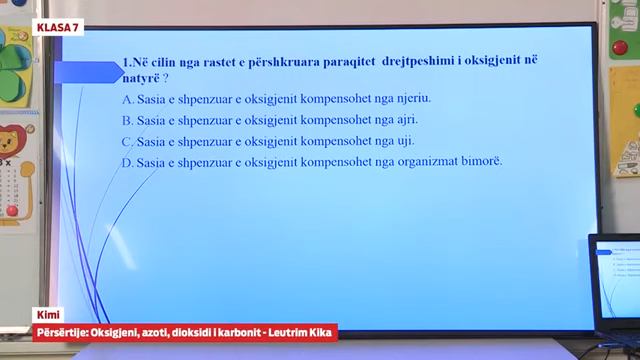 KLASA 7
1.Në cilin nga rastet e përshkruara paraqitet drejtpeshimi i oksigjenit në
natyrë ?
A. Sasia e shpenzuar e oksigjenit kompensohet nga njeriu.
B. Sasia e shpenzuar e oksigjenit kompensohet nga ajri.
C. Sasia e shpenzuar e oksigjenit kompensohet nga uji.
D. Sasia e shpenzuar e oksigjenit kompensohet nga organizmat bimorë.
Kimi
Përsërtije: Oksigjeni, azoti, dioksidi i karbonit - Leutrim Kika